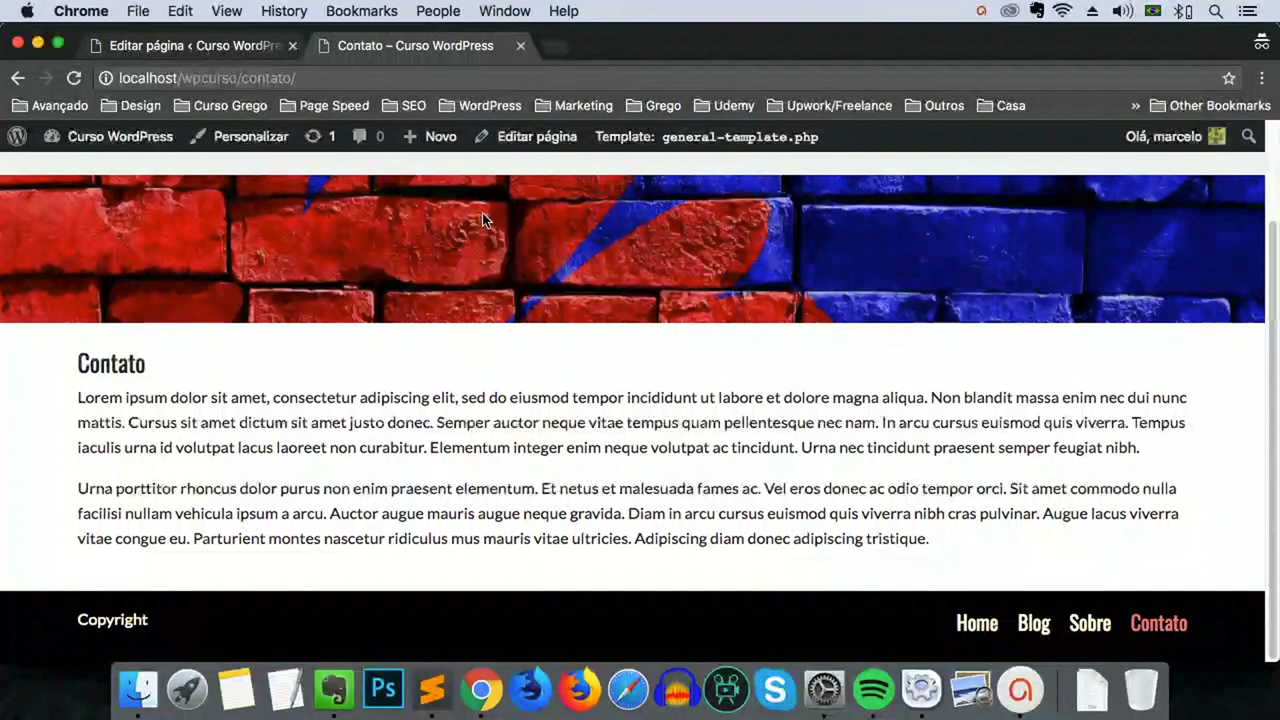 Chrome File Edit View History Bookmarks People Window Help
Editar página ‹ Curso WordPre
Contato – Curso WordPress
localhost/wpcurso/contato/
Avançado Design Curso Grego Page Speed SEO WordPress Marketing Grego Udemy Upwork/Freelance Outros Casa » Other Bookmarks
Curso WordPress Personalizar 1 0 Novo Editar página Template: general-template.php Olá, marcelo
Contato
Lorem ipsum dolor sit amet, consectetur adipiscing elit, sed do eiusmod tempor incididunt ut labore et dolore magna aliqua. Non blandit massa enim nec dui nunc
mattis. Cursus sit amet dictum sit amet justo donec. Semper auctor neque vitae tempus quam pellentesque nec nam. In arcu cursus euismod quis viverra. Tempus
iaculis urna id volutpat lacus laoreet non curabitur. Elementum integer enim neque volutpat ac tincidunt. Urna nec tincidunt praesent semper feugiat nibh.
Urna porttitor rhoncus dolor purus non enim praesent elementum. Et netus et malesuada fames ac. Vel eros donec ac odio tempor orci. Sit amet commodo nulla
facilisi nullam vehicula ipsum a arcu. Auctor augue mauris augue neque gravida. Diam in arcu cursus euismod quis viverra nibh cras pulvinar. Augue lacus viverra
vitae congue eu. Parturient montes nascetur ridiculus mus mauris vitae ultricies. Adipiscing diam donec adipiscing tristique.
Copyright
Home Blog Sobre Contato
Ps